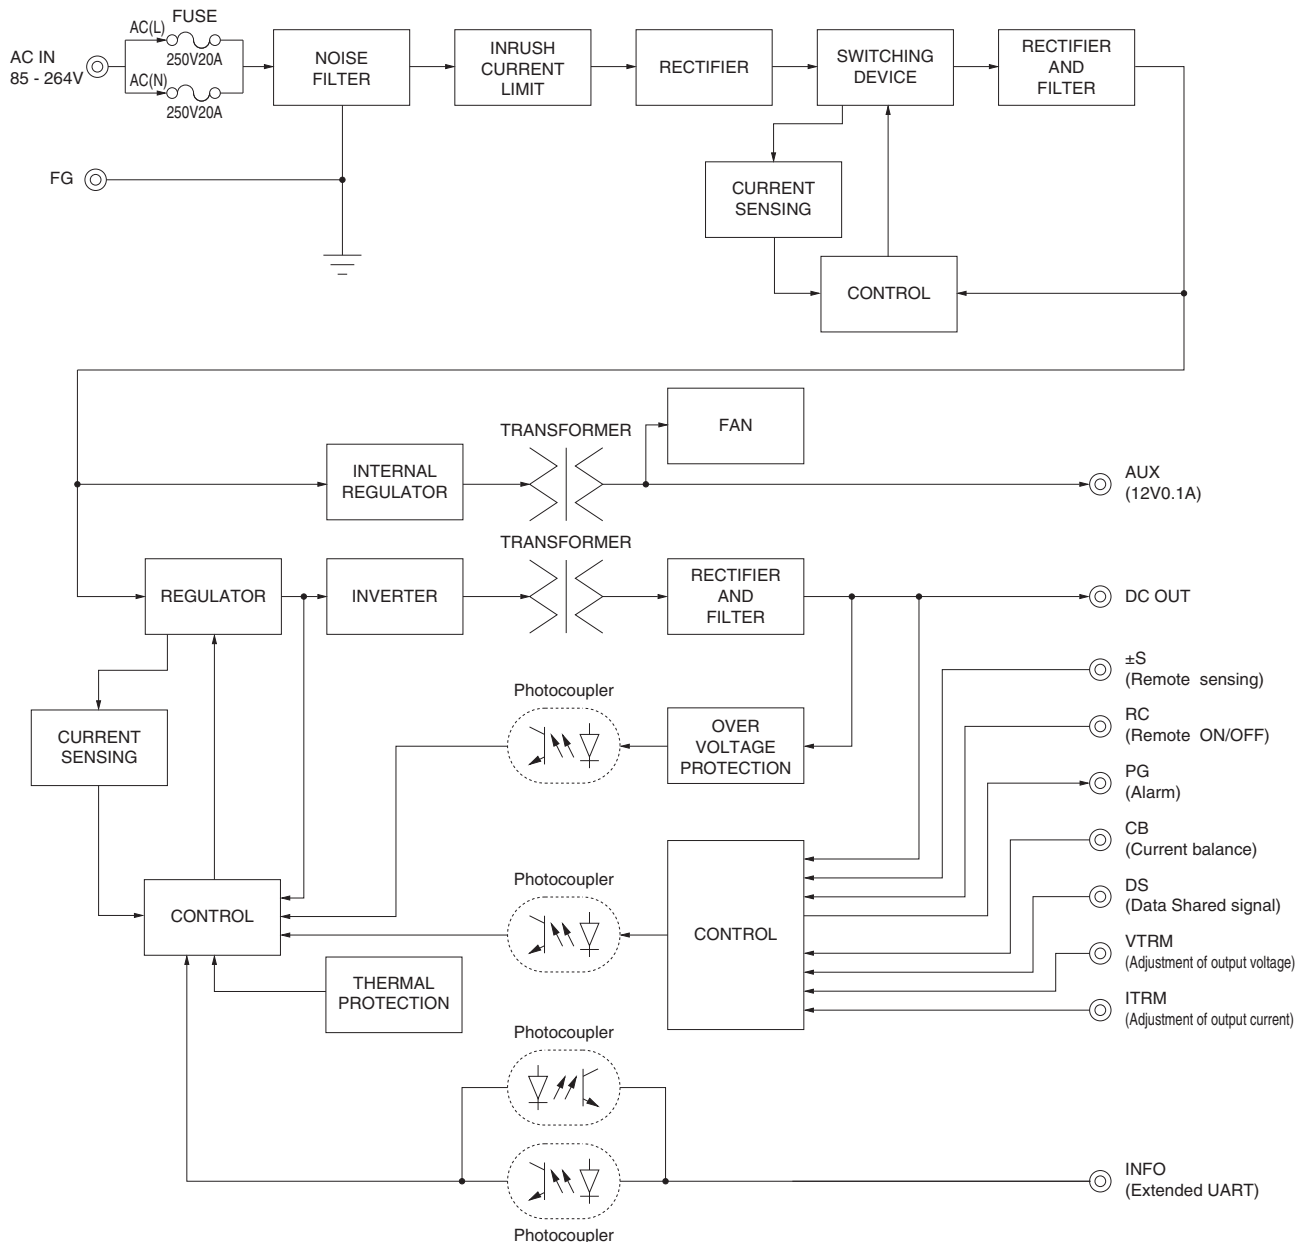 FUSE
AC(L)
AC IN
85 - 264V
250V20A
AC(N)
250V20A
NOISE
FILTER
INRUSH
CURRENT
LIMIT
RECTIFIER
SWITCHING
DEVICE
RECTIFIER
AND
FILTER
FG
CURRENT
SENSING
CONTROL
TRANSFORMER
FAN
INTERNAL
REGULATOR
AUX
(12V0.1A)
TRANSFORMER
REGULATOR
INVERTER
RECTIFIER
AND
FILTER
DC OUT
±S
(Remote sensing)
Photocoupler
CURRENT
SENSING
OVER
VOLTAGE
PROTECTION
RC
(Remote ON/OFF)
PG
(Alarm)
CB
(Current balance)
Photocoupler
CONTROL
CONTROL
DS
(Data Shared signal)
VTRM
(Adjustment of output voltage)
THERMAL
PROTECTION
ITRM
(Adjustment of output current)
Photocoupler
INFO
(Extended UART)
Photocoupler